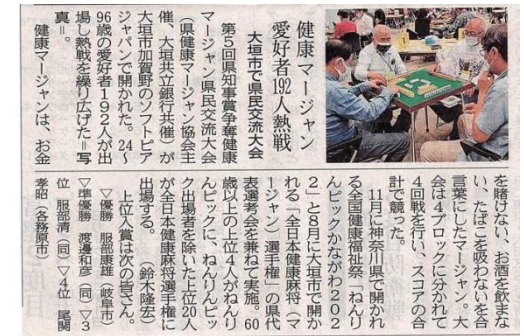 健康マージャン
愛好者192人熱戦
大垣市で県民交流大会
第5回知事賞争奪健康
マージャン県民交流大会
(県健康マージャン協会主
催、大垣共立銀行共催)が
大垣市加賀野のソフトピア
ジャパンで開かれた。24～
96歳の愛好者192人が出
場し熱戦を繰り広げた＝写
真＝。
健康マージャンは、お金
を賭けない、お酒を飲まな
い、たばこを吸わないを合
言葉にしたマージャン。大
会は4ブロックに分かれて
4回戦を行い、スコアの合
計で競った。
11月に神奈川県で開かれ
る全国健康福祉祭「ねんり
んピックかながわ202
2」と8月に大垣市で開か
れる「全日本健康麻将(マ
ージャン)選手権」の県代
表選考会を兼ねて実施。60
歳以上の上位4人がねんり
んピックに、ねんりんピッ
ク出場者を除いた上位20人
が全日本健康麻将選手権に
出場する。(鈴木隆宏)
上位入賞は次の皆さん。
▽優勝 服部康雄(岐阜市)
▽準優勝 渡辺和彦(同)▽3
位 服部清(同)▽4位 尾関
孝昭(各務原市)